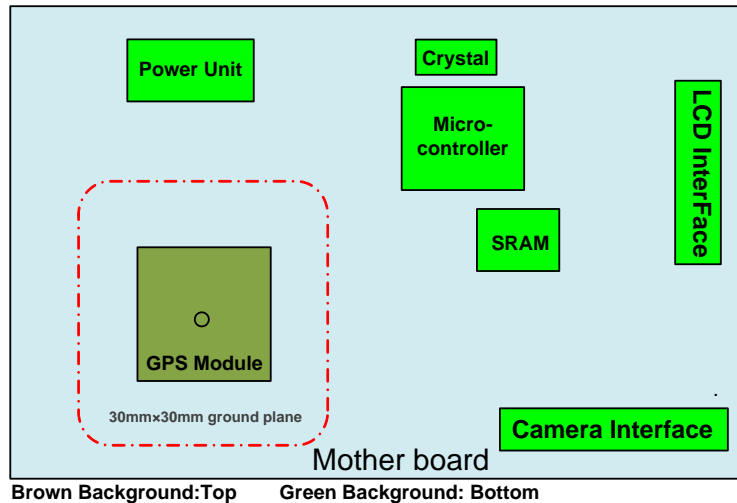 Power Unit
Crystal
Micro-
controller
LCD InterFace
SRAM
GPS Module
30mm×30mm ground plane
Camera Interface
Mother board
Brown Background:Top Green Background: Bottom